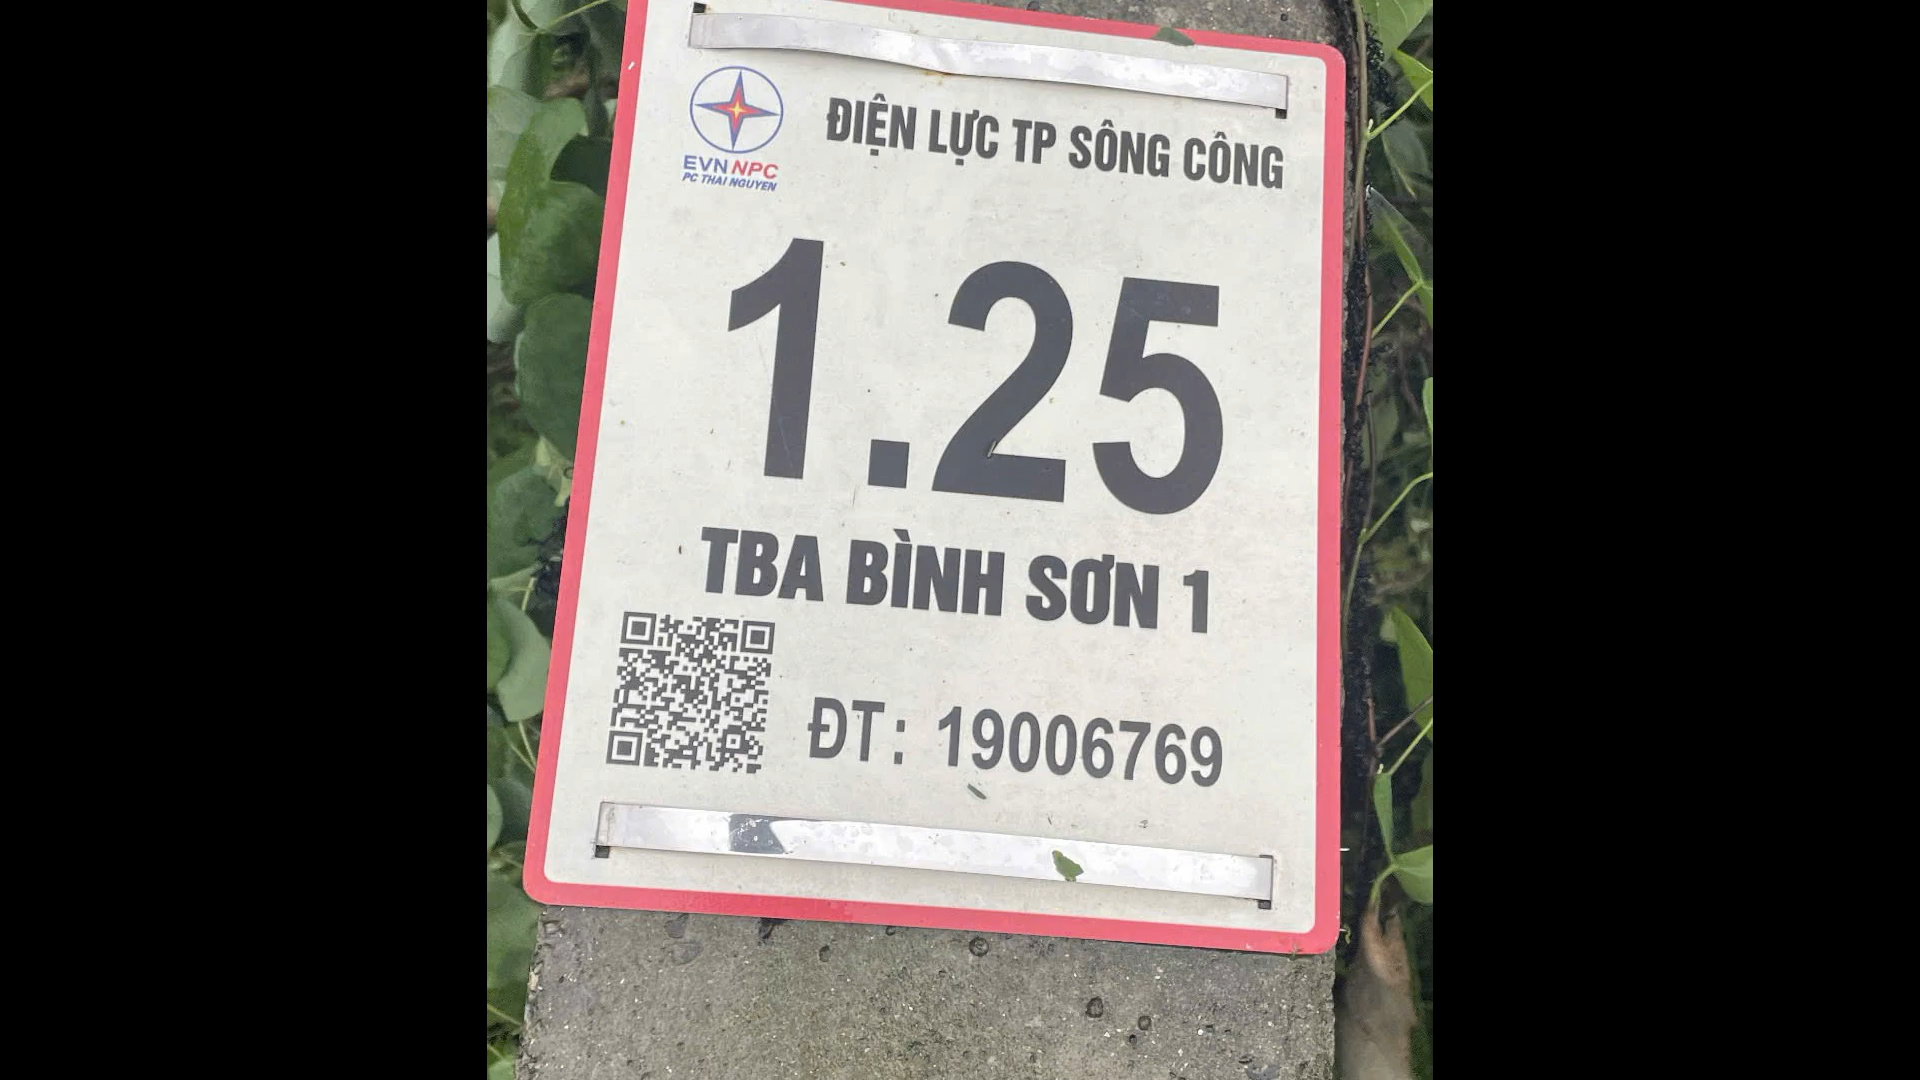 EVN NPC
PC THAI NGUYEN
ĐIỆN LỰC TP SÔNG CÔNG
1.25
TBA BÌNH SƠN 1
ĐT: 19006769